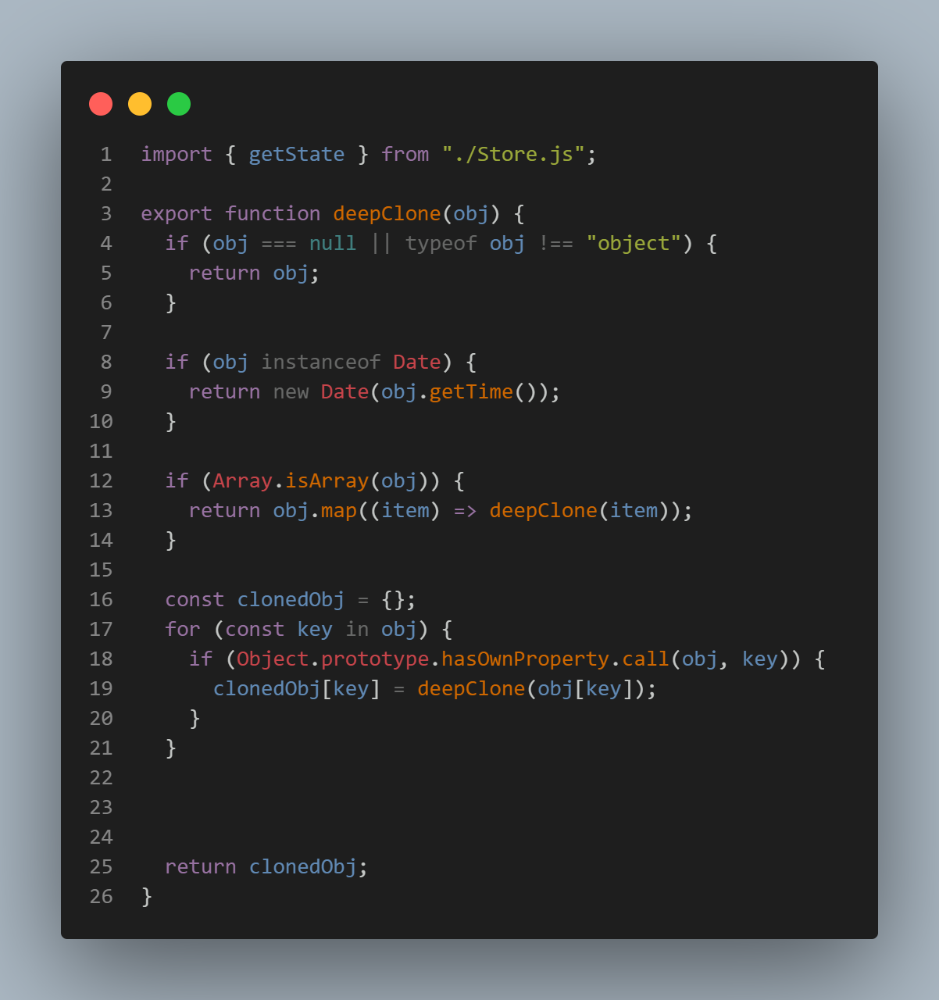 1 import { getState } from "./Store.js";
2
3 export function deepClone(obj) {
4   if (obj === null || typeof obj !== "object") {
5     return obj;
6   }
7
8   if (obj instanceof Date) {
9     return new Date(obj.getTime());
10   }
11
12   if (Array.isArray(obj)) {
13     return obj.map((item) => deepClone(item));
14   }
15
16   const clonedObj = {};
17   for (const key in obj) {
18     if (Object.prototype.hasOwnProperty.call(obj, key)) {
19       clonedObj[key] = deepClone(obj[key]);
20     }
21   }
22
23
24
25   return clonedObj;
26 }